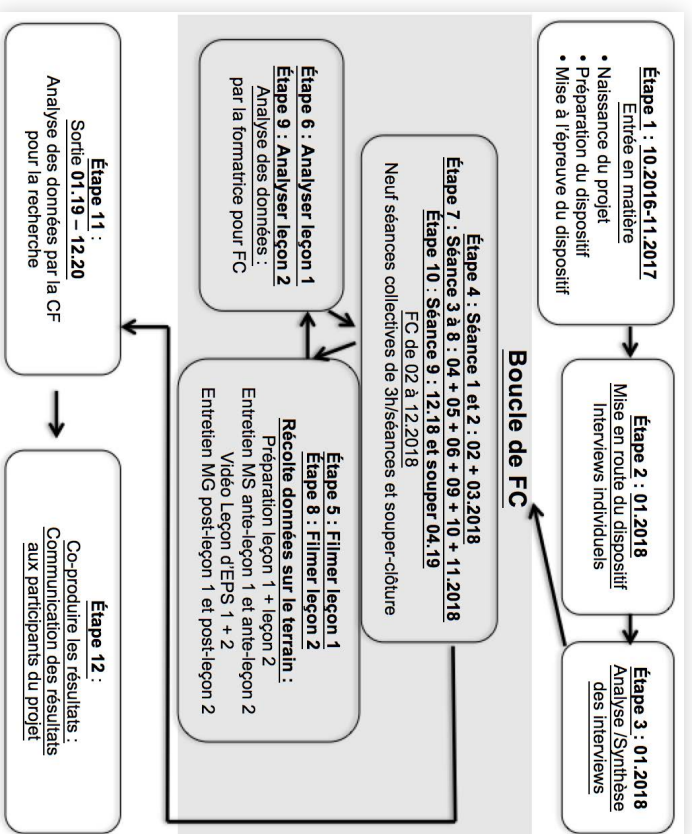 Étape 1 : 10.2016-11.2017
Entrée en matière
• Naissance du projet
• Préparation du dispositif
• Mise à l'épreuve du dispositif
Étape 2 : 01.2018
Mise en route du dispositif
Interviews individuels
Étape 3 : 01.2018
Analyse /Synthèse
des interviews
Boucle de FC
Étape 4 : Séance 1 et 2 : 02 + 03.2018
Étape 7 : Séance 3 à 8 : 04 + 05 + 06 + 09 + 10 + 11.2018
Étape 10 : Séance 9 : 12.18 et souper 04.19
FC de 02 à 12.2018
Neuf séances collectives de 3h/séances et souper-clôture
Étape 6 : Analyser leçon 1
Étape 9 : Analyser leçon 2
Analyse des données :
par la formatrice pour FC
Étape 5 : Filmer leçon 1
Étape 8 : Filmer leçon 2
Récolte données sur le terrain :
Préparation leçon 1 + leçon 2
Entretien MS ante-leçon 1 et ante-leçon 2
Vidéo Leçon d'EPS 1 + 2
Entretien MG post-leçon 1 et post-leçon 2
Étape 11 :
Sortie 01.19 – 12.20
Analyse des données par la CF
pour la recherche
Étape 12 :
Co-produire les résultats :
Communication des résultats
aux participants du projet